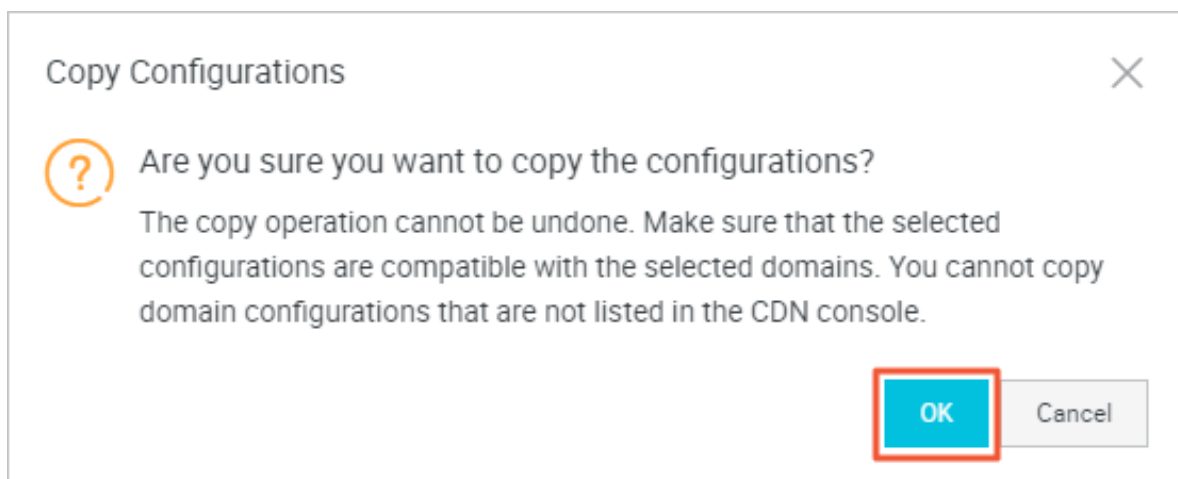 Copy Configurations
?
Are you sure you want to copy the configurations?
The copy operation cannot be undone. Make sure that the selected
configurations are compatible with the selected domains. You cannot copy
domain configurations that are not listed in the CDN console.
OK Cancel